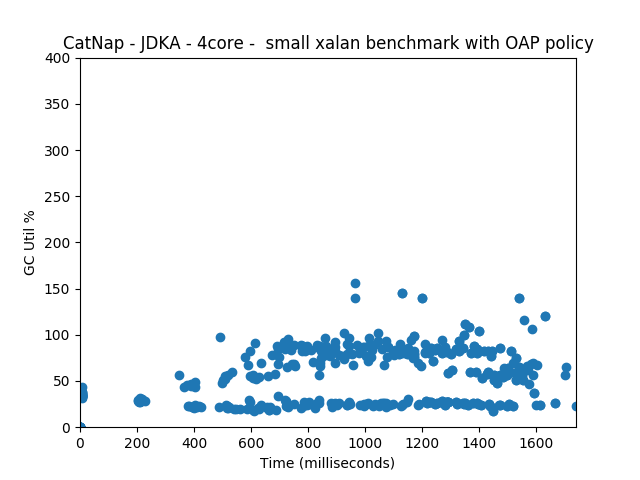 CatNap - JDKA - 4core -  small xalan benchmark with OAP policy
400
350
300
250
200
150
100
50
0
GC Util %
0 200 400 600 800 1000 1200 1400 1600
Time (milliseconds)